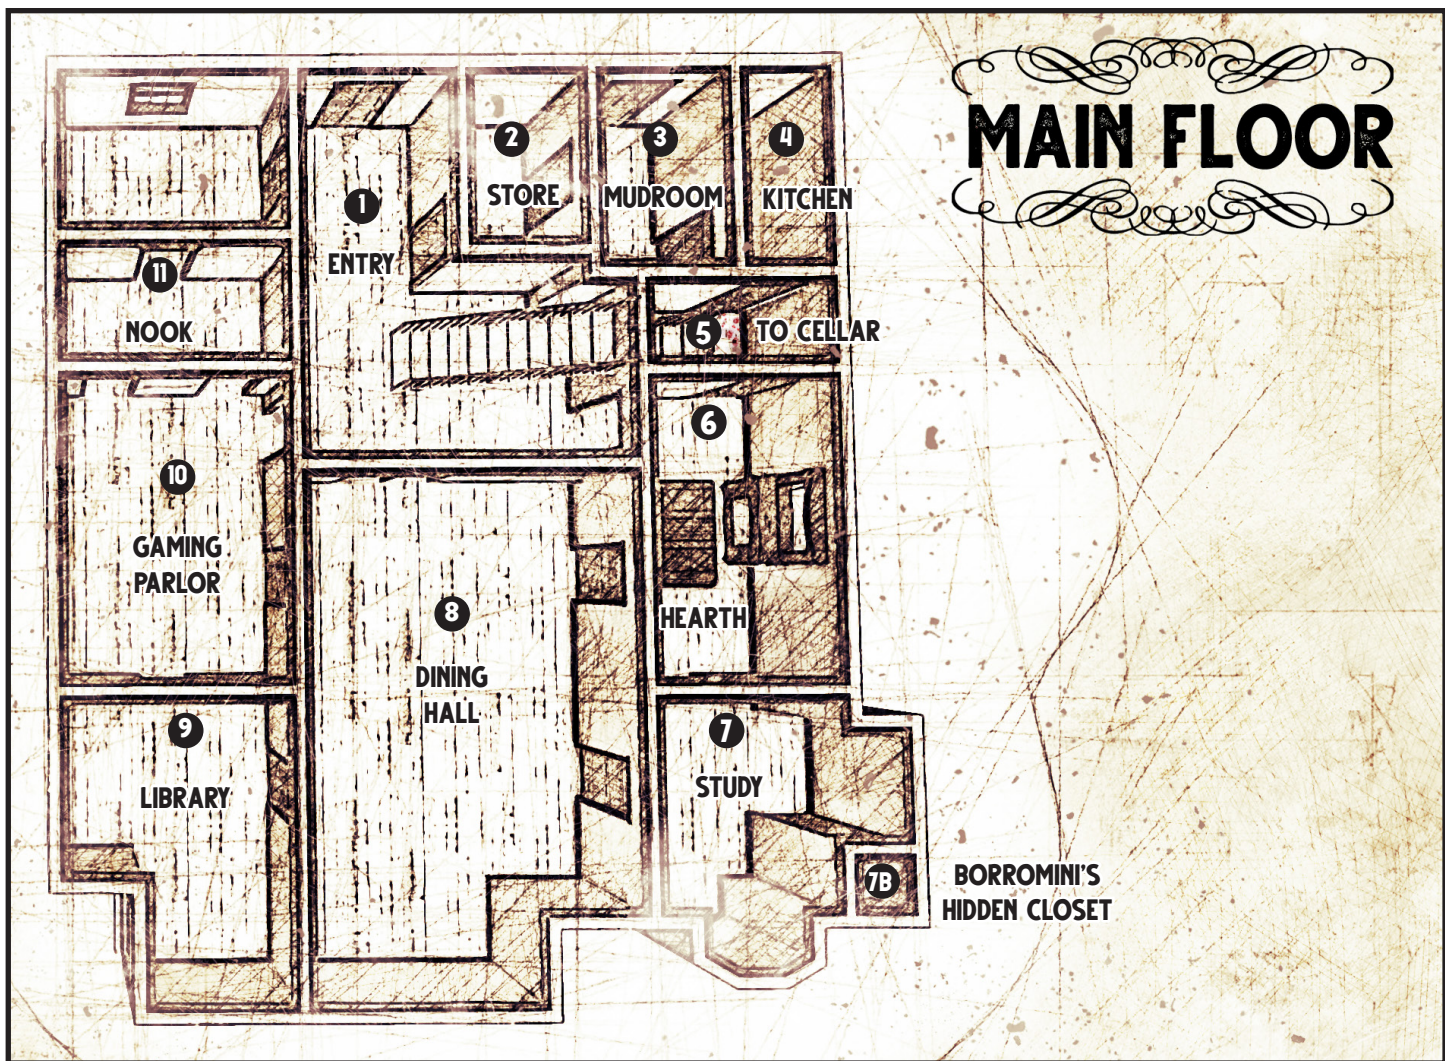 MAIN FLOOR
1
ENTRY
2
STORE
3
MUDROOM
4
KITCHEN
5
TO CELLAR
6
HEARTH
7
STUDY
7B
BORROMINI'S
HIDDEN CLOSET
8
DINING
HALL
9
LIBRARY
10
GAMING
PARLOR
11
NOOK